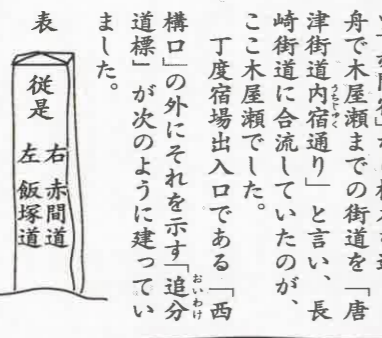 舟で木屋瀬までの街道を「唐
津街道内宿通り」と言い、長
崎街道に合流していたのが、
ここ木屋瀬でした。
丁度宿場出入口である「西
構口」の外にそれを示す「追分
道標」が次のように建ってい
ました。
表
従是
右 赤間道
左 飯塚道